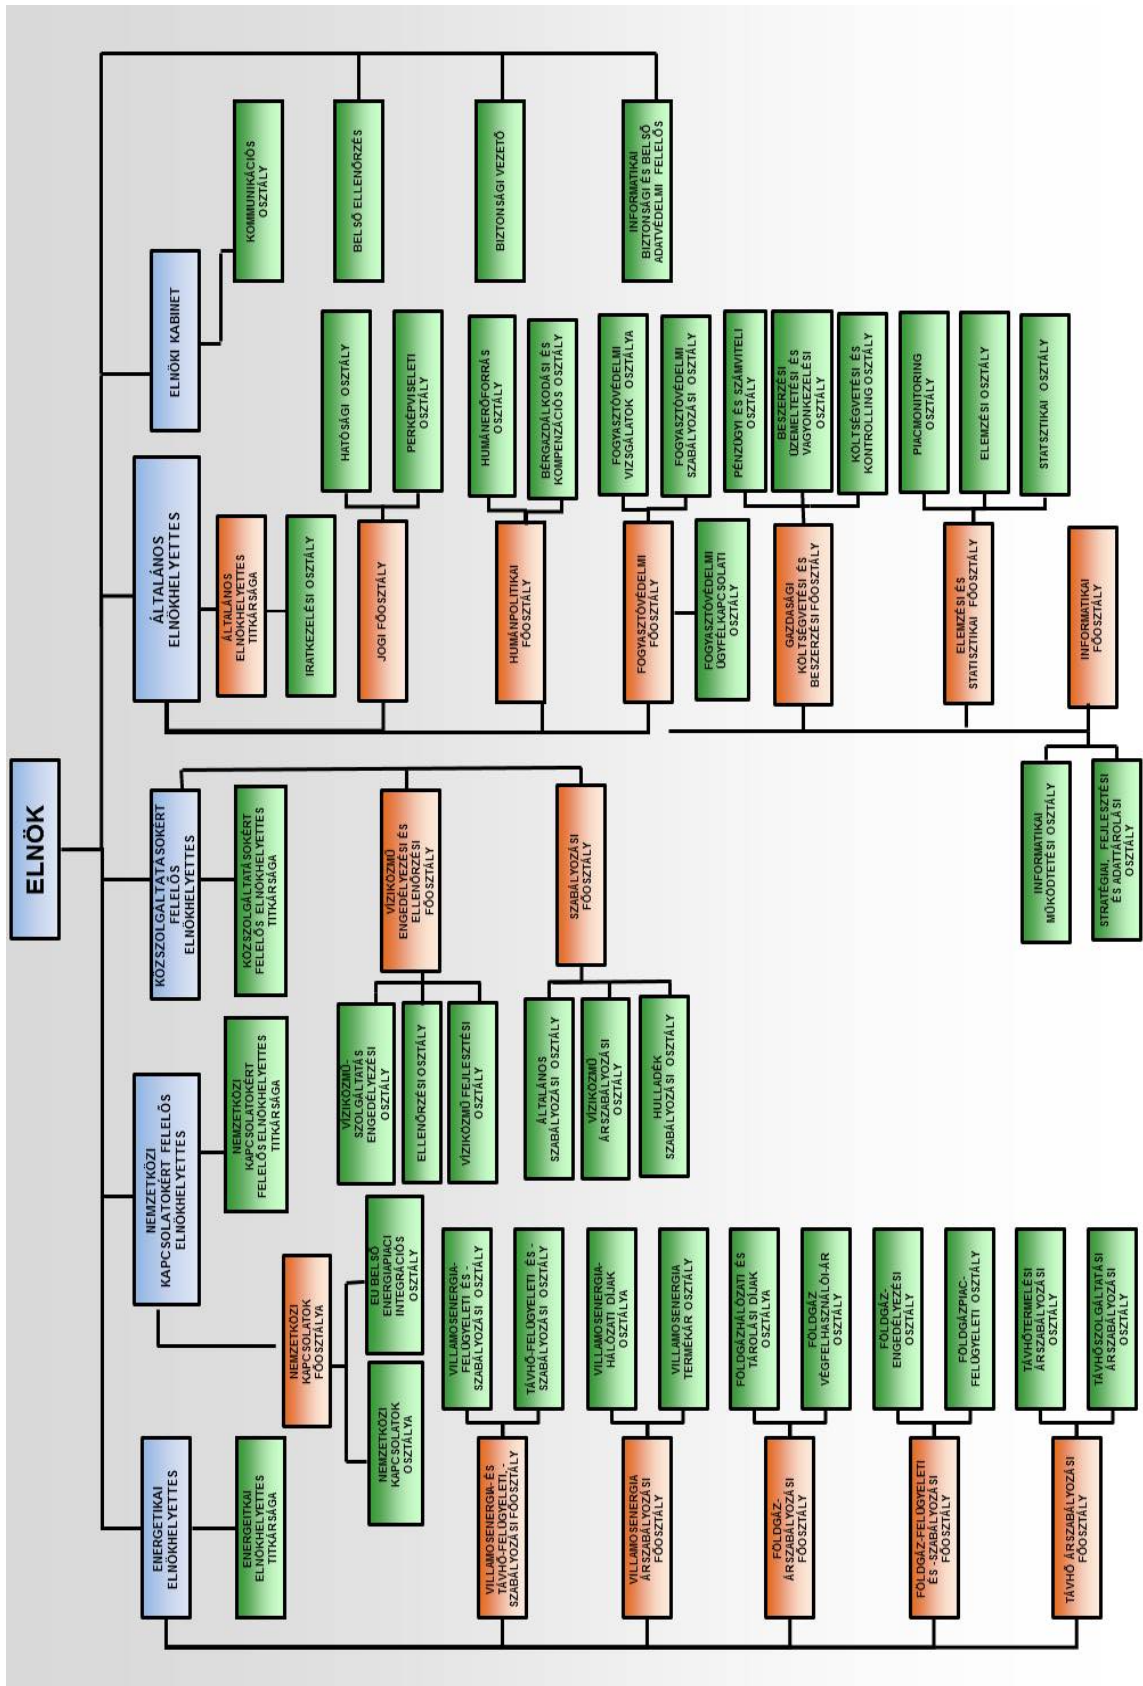 ELNÖK
ENERGETIKAI
ELNÖKHELYETTES
NEMZETKÖZI
KAPCSOLATOKÉRT FELELŐS
ELNÖKHELYETTES
KÖZSZOLGÁLTATÁSOKÉRT
FELELŐS
ELNÖKHELYETTES
ÁLTALÁNOS
ELNÖKHELYETTES
ELNÖKI KABINET
ENERGEITKAI
ELNÖKHELYETTES
TITKÁRSÁGA
NEMZETKÖZI
KAPCSOLATOKÉRT
FELELŐS ELNÖKHELYETTES
TITKÁRSÁGA
KÖZSZOLGÁLTATÁSOKÉRT
FELELŐS ELNÖKHELYETTES
TITKÁRSÁGA
ÁLTALÁNOS
ELNÖKHELYETTES
TITKÁRSÁGA
IRATKEZELÉSI OSZTÁLY
KOMMUNIKÁCIÓS
OSZTÁLY
BELSŐ ELLENŐRZÉS
BIZTONSÁGI VEZETŐ
INFORMATIKAI
BIZTONSÁGI ÉS BELSŐ
ADATVÉDELMI FELELŐS
NEMZETKÖZI
KAPCSOLATOK
FŐOSZTÁLYA
NEMZETKÖZI
KAPCSOLATOK
OSZTÁLYA
EU BELSŐ
ENERGIAPIACI
INTEGRÁCIÓS
OSZTÁLY
VILLAMOSENERGIA- ÉS
TÁVHŐ-FELÜGYELETI, -
SZABÁLYOZÁSI FŐOSZTÁLY
VILLAMOSENERGIA-
FELÜGYELETI ÉS -
SZABÁLYOZÁSI OSZTÁLY
TÁVHŐ-FELÜGYELETI ÉS -
SZABÁLYOZÁSI OSZTÁLY
VILLAMOSENERGIA
ÁRSZABÁLYOZÁSI
FŐOSZTÁLY
VILLAMOSENERGIA-
HÁLÓZATI DÍJAK
OSZTÁLYA
VILLAMOSENERGIA
TERMÉKÁR OSZTÁLY
FÖLDGÁZ-
ÁRSZABÁLYOZÁSI
FŐOSZTÁLY
FÖLDGÁZHÁLÓZATI ÉS
TÁROLÁSI DÍJAK
OSZTÁLYA
FÖLDGÁZ
VÉGFELHASZNÁLÓI-ÁR
OSZTÁLY
FÖLDGÁZ-FELÜGYELETI
ÉS -SZABÁLYOZÁSI
FŐOSZTÁLY
FÖLDGÁZ-
ENGEDÉLYEZÉSI
OSZTÁLY
FÖLDGÁZPIAC-
FELÜGYELETI OSZTÁLY
TÁVHŐ ÁRSZABÁLYOZÁSI
FŐOSZTÁLY
TÁVHŐTERMELÉSI
ÁRSZABÁLYOZÁSI
OSZTÁLY
TÁVHŐSZOLGÁLTATÁSI
ÁRSZABÁLYOZÁSI
OSZTÁLY
VÍZIKÖZMŰ
ENGEDÉLYEZÉSI ÉS
ELLENŐRZÉSI
FŐOSZTÁLY
VÍZIKÖZMŰ-
SZOLGÁLTATÁS
ENGEDÉLYEZÉSI
OSZTÁLY
ELLENŐRZÉSI OSZTÁLY
VÍZIKÖZMŰ FEJLESZTÉSI
OSZTÁLY
SZABÁLYOZÁSI
FŐOSZTÁLY
ÁLTALÁNOS
SZABÁLYOZÁSI OSZTÁLY
VÍZIKÖZMŰ
ÁRSZABÁLYOZÁSI
OSZTÁLY
HULLADÉK
SZABÁLYOZÁSI OSZTÁLY
JOGI FŐOSZTÁLY
HATÓSÁGI OSZTÁLY
PERKÉPVISELETI
OSZTÁLY
HUMÁNPOLITIKAI
FŐOSZTÁLY
HUMÁNERŐFORRÁS
OSZTÁLY
BÉRGAZDÁLKODÁSI ÉS
KOMPENZÁCIÓS OSZTÁLY
FOGYASZTÓVÉDELMI
FŐOSZTÁLY
FOGYASZTÓVÉDELMI
VIZSGÁLATOK OSZTÁLYA
FOGYASZTÓVÉDELMI
SZABÁLYOZÁSI OSZTÁLY
FOGYASZTÓVÉDELMI
ÜGYFÉLKAPCSOLATI
OSZTÁLY
GAZDASÁGI
KÖLTSÉGVETÉSI ÉS
BESZERZÉSI FŐOSZTÁLY
PÉNZÜGYI ÉS SZÁMVITELI
OSZTÁLY
BESZERZÉSI
ÜZEMELTETÉSI ÉS
VAGYONKEZELÉSI
OSZTÁLY
KÖLTSÉGVETÉSI ÉS
KONTROLLING OSZTÁLY
ELEMZÉSI ÉS
STATISZTIKAI FŐOSZTÁLY
PIACMONITORING
OSZTÁLY
ELEMZÉSI OSZTÁLY
STATSZTIKAI OSZTÁLY
INFORMATIKAI
FŐOSZTÁLY
INFORMATIKAI
MŰKÖDTETÉSI OSZTÁLY
STRATÉGIAI, FEJLESZTÉSI
ÉS ADATTÁROLÁSI
OSZTÁLY